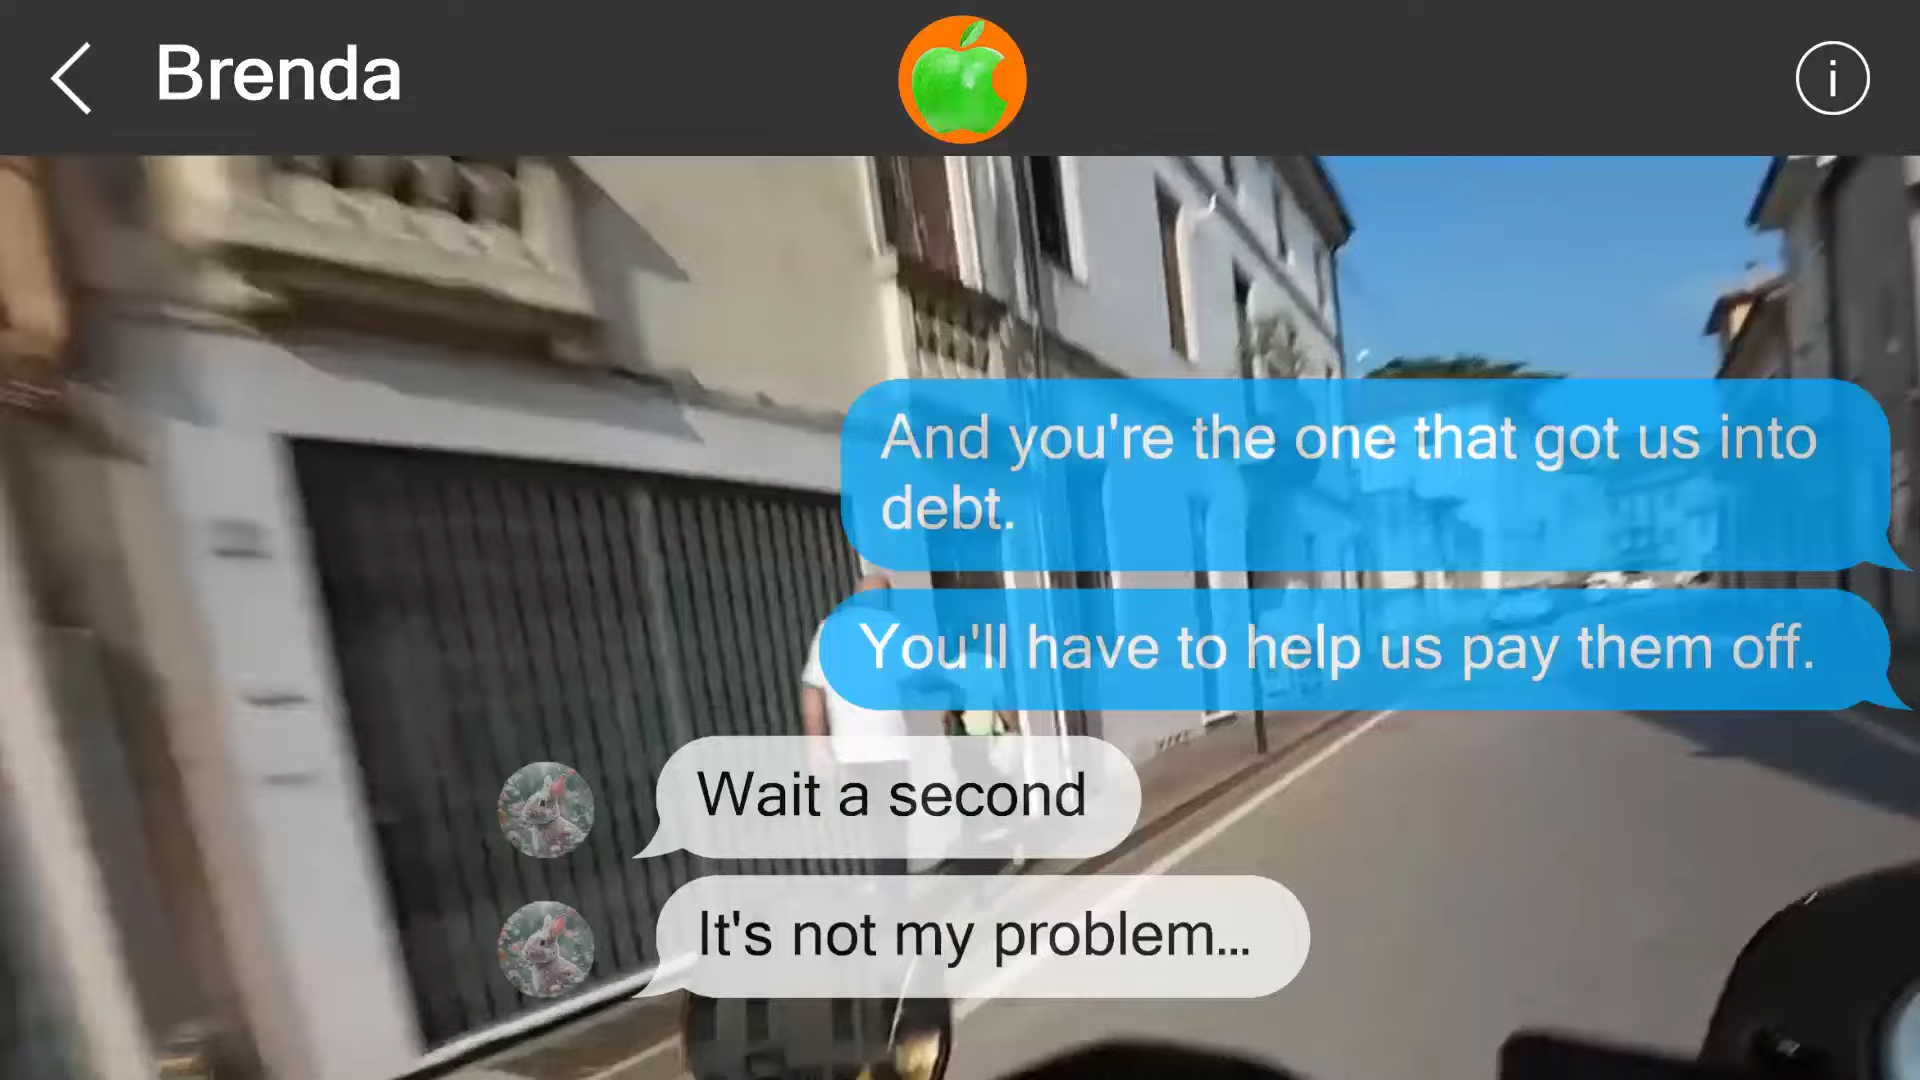 Brenda
And you're the one that got us into
debt.
You'll have to help us pay them off.
Wait a second
It's not my problem...